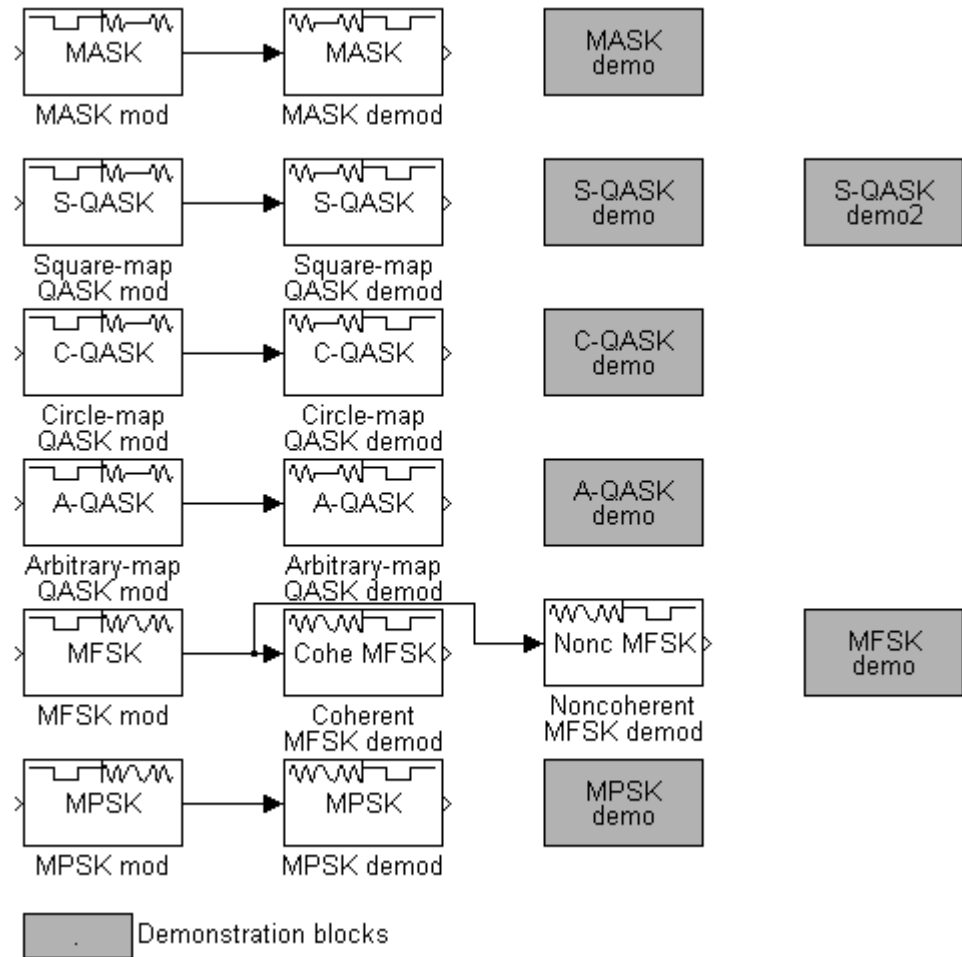 MASK
MASK
MASK
demo
MASK mod
MASK demod
S-QASK
S-QASK
S-QASK
demo
S-QASK
demo2
Square-map
QASK mod
Square-map
QASK demod
C-QASK
C-QASK
C-QASK
demo
Circle-map
QASK mod
Circle-map
QASK demod
A-QASK
A-QASK
A-QASK
demo
Arbitrary-map
QASK mod
Arbitrary-map
QASK demod
MFSK
Cohe MFSK
Nonc MFSK
MFSK
demo
MFSK mod
Coherent
MFSK demod
Noncoherent
MFSK demod
MPSK
MPSK
MPSK
demo
MPSK mod
MPSK demod
. Demonstration blocks